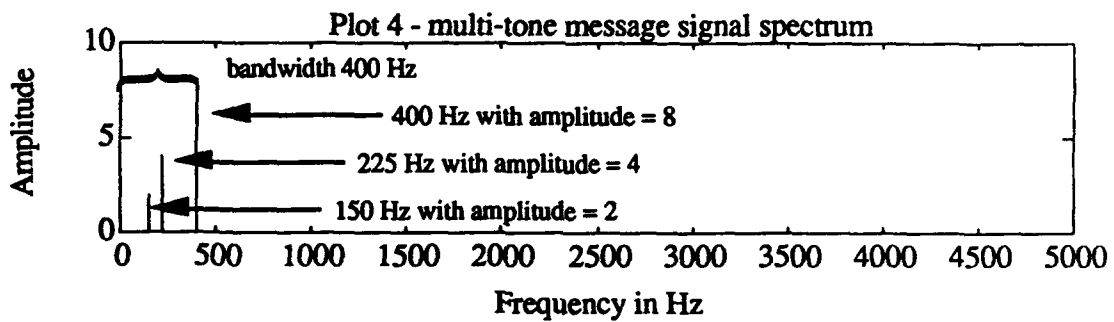 Plot 4 - multi-tone message signal spectrum
10
bandwidth 400 Hz
400 Hz with amplitude = 8
5
225 Hz with amplitude = 4
150 Hz with amplitude = 2
0
Amplitude
0 500 1000 1500 2000 2500 3000 3500 4000 4500 5000
Frequency in Hz